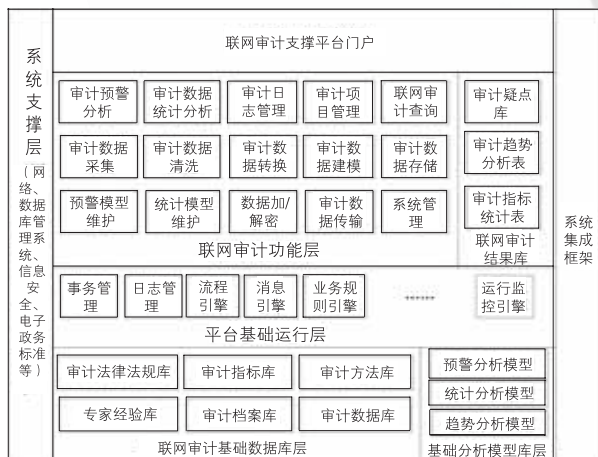 系
统
支
撑
层
（网
络、
数据
库管
理系
统、
信息
安
全、
电子
政务
标准
等）
联网审计支撑平台门户
审计预警
分析
审计数据
统计分析
审计日
志管理
审计项
目管理
联网审
计查询
审计数据
采集
审计数据
清洗
审计数
据转换
审计数
据建模
审计数
据存储
预警模型
维护
统计模型
维护
数据加/
解密
审计数
据传输
系统管
理
联网审计功能层
审计疑点
库
审计趋势
分析表
审计指标
统计表
联网审计
结果库
事务管
理
日志管
理
流程
引擎
消息
引擎
业务规
则引擎
……
运行监
控引擎
平台基础运行层
审计法律法规库
审计指标库
审计方法库
专家经验库
审计档案库
审计数据库
联网审计基础数据库层
预警分析模型
统计分析模型
趋势分析模型
基础分析模型库层
系统
集成
框架